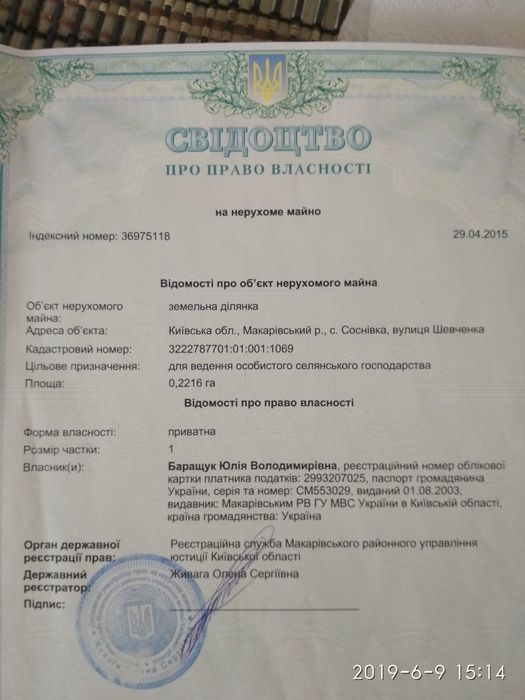 СВІДОЦТВО
ПРО ПРАВО ВЛАСНОСТІ
на нерухоме майно
Індексний номер: 36975118 29.04.2015
Відомості про об'єкт нерухомого майна
Об'єкт нерухомого майна: земельна ділянка
Адреса об'єкта: Київська обл., Макарівський р., с. Соснівка, вулиця Шевченка
Кадастровий номер: 3222787701:01:001:1069
Цільове призначення: для ведення особистого селянського господарства
Площа: 0,2216 га
Відомості про право власності
Форма власності: приватна
Розмір частки: 1
Власник(и): Баращук Юлія Володимирівна, реєстраційний номер облікової
картки платника податків: 2993207025, паспорт громадянина
України, серія та номер: СМ553029, виданий 01.08.2003,
видавник: Макарівським РВ ГУ МВС України в Київській області,
країна громадянства: Україна
Орган державної реєстрації прав: Реєстраційна служба Макарівського районного управління
юстиції Київської області
Державний реєстратор: Живага Олена Сергіївна
Підпис:
2019-6-9 15:14